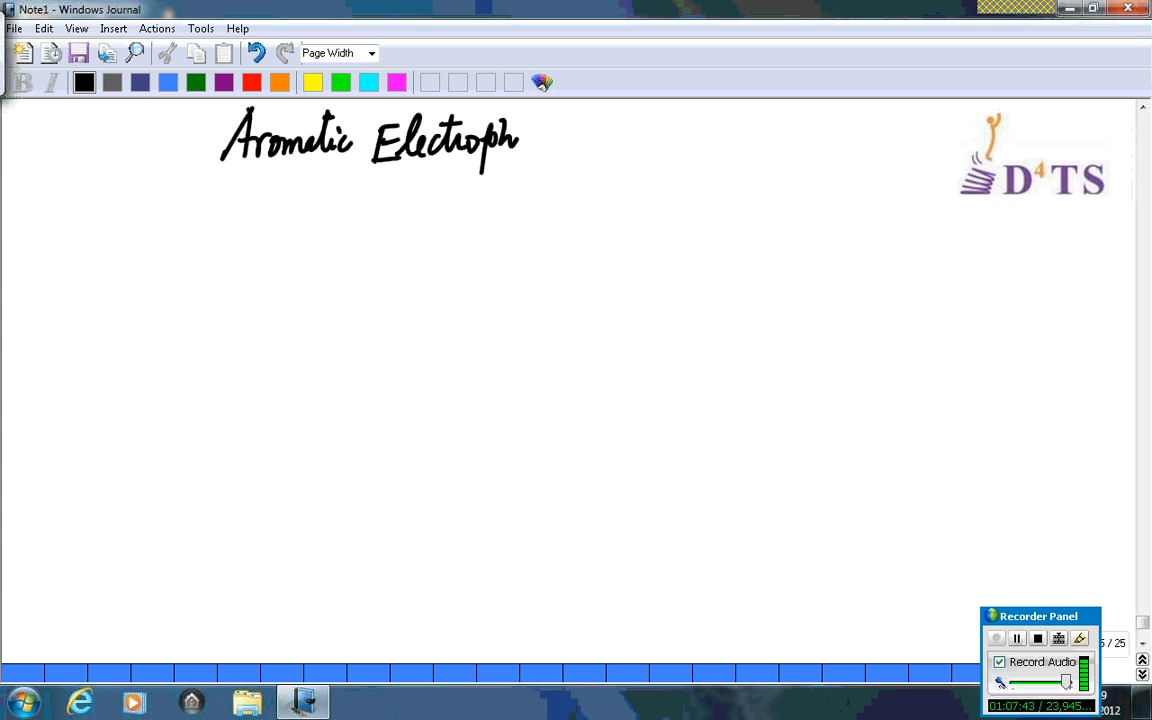 Note1 - Windows Journal
File Edit View Insert Actions Tools Help
Page Width
B I
Aromatic Electroph
D4TS
Recorder Panel
5 / 25
Record Audio
01:07:43 / 23,945...
9
2012